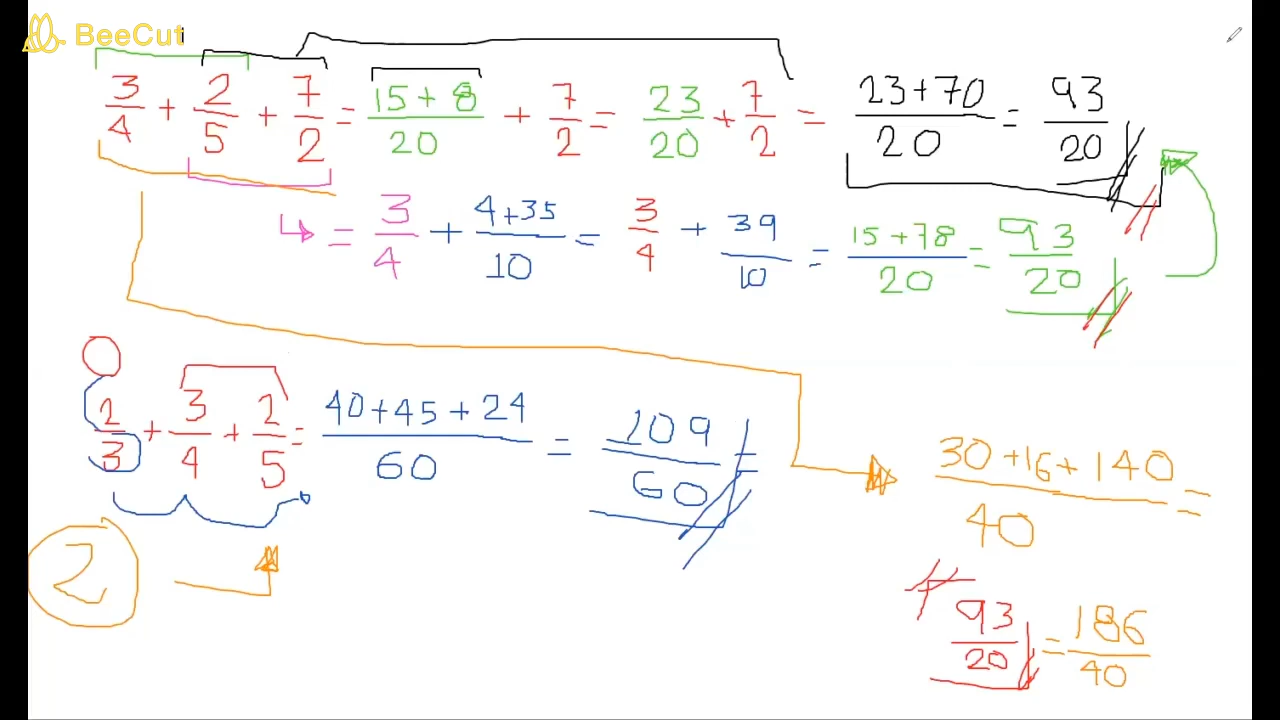 BeeCut
3/4 + 2/5 + 7/2 = (15 + 8)/20 + 7/2 = 23/20 + 7/2 = (23 + 70)/20 = 93/20
= 3/4 + (4 + 35)/10 = 3/4 + 39/10 = (15 + 78)/20 = 93/20
2/3 + 3/4 + 2/5 = (40 + 45 + 24)/60 = 109/60 =
(30 + 16 + 140)/40 =
2
93/20 = 186/40